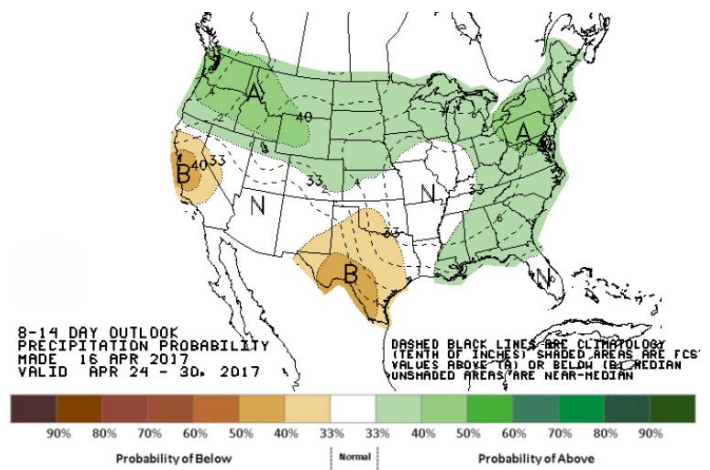 A
40
A
B
40
33
33
N
N
33
33
B
N
8-14 DAY OUTLOOK
PRECIPITATION PROBABILITY
MADE 16 APR 2017
VALID APR 24 - 30, 2017
DASHED BLACK LINES ARE CLIMATOLOGY
(TENTH OF INCHES) SHADED AREAS ARE FCST
VALUES ABOVE (A) OR BELOW (B) MEDIAN
UNSHADED AREAS ARE NEAR-MEDIAN
90% 80% 70% 60% 50% 40% 33% 33% 40% 50% 60% 70% 80% 90%
Probability of Below Normal Probability of Above